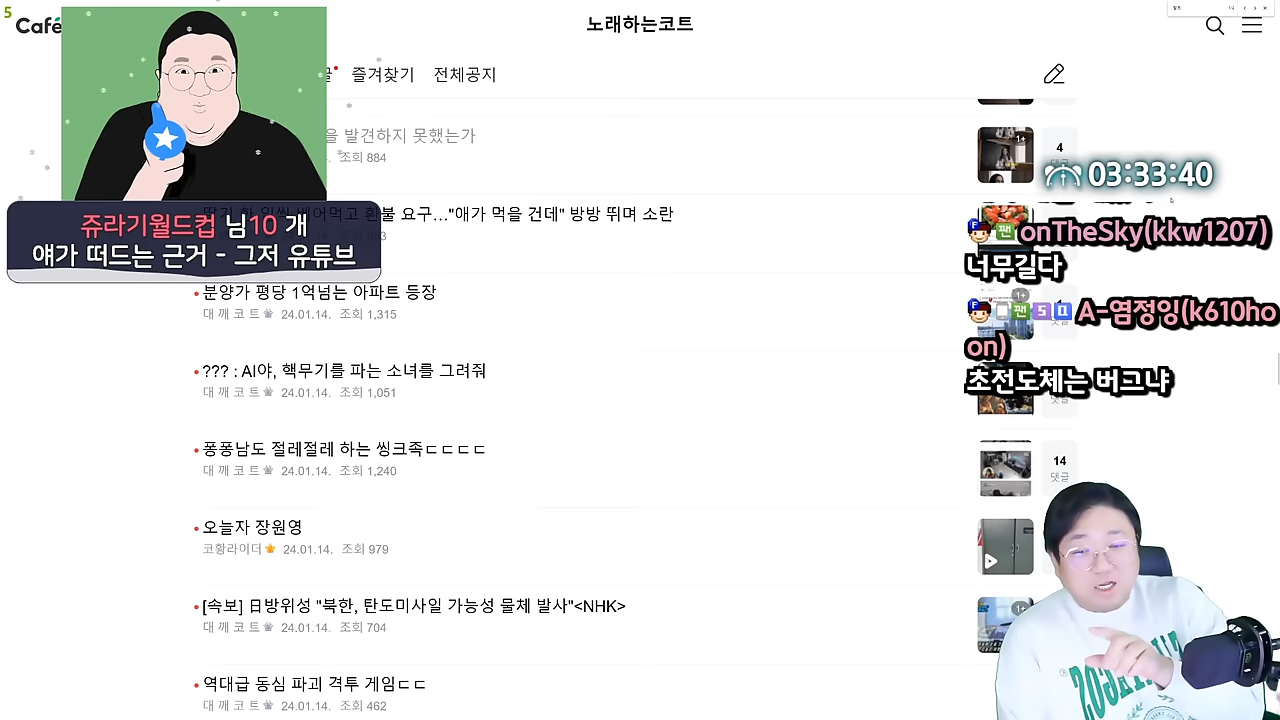 5
Café
노래하는코트
즐겨찾기 전체공지
을 발견하지 못했는가
조회 884
4
03:33:40
불 요구..."애가 먹을 건데" 방방 뛰며 소란
쥬라기월드컵 님10 개
얘가 떠드는 근거 - 그저 유튜브
onTheSky(kkw1207)
너무길다
분양가 평당 1억넘는 아파트 등장
대 깨 코 트 24.01.14. 조회 1,315
A-염정잉(k610ho
on)
초전도체는 버그냐
??? : AI야, 핵무기를 파는 소녀를 그려줘
대 깨 코 트 24.01.14. 조회 1,051
퐁퐁남도 절레절레 하는 씽크족ㄷㄷㄷㄷ
대 깨 코 트 24.01.14. 조회 1,240
14
댓글
오늘자 장원영
코황라이더 24.01.14. 조회 979
[속보] 日방위성 "북한, 탄도미사일 가능성 물체 발사"<NHK>
대 깨 코 트 24.01.14. 조회 704
역대급 동심 파괴 격투 게임ㄷㄷ
대 깨 코 트 24.01.14. 조회 462